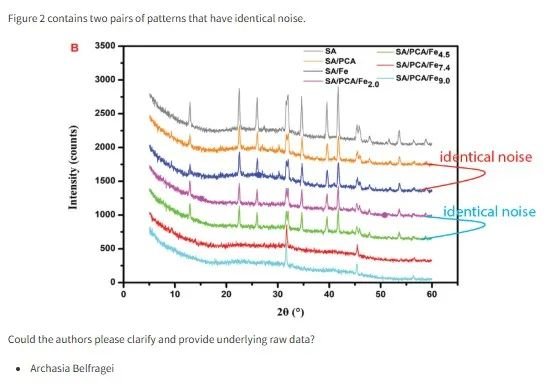 Figure 2 contains two pairs of patterns that have identical noise.
B
3500
3000
2500
2000
1500
1000
500
0
Intensity (counts)
SA
SA/PCA
SA/Fe
SA/PCA/Fe2.0
SA/PCA/Fe4.5
SA/PCA/Fe7.4
SA/PCA/Fe9.0
identical noise
identical noise
0 10 20 30 40 50 60
2θ (°)
Could the authors please clarify and provide underlying raw data?
• Archasia Belfragei